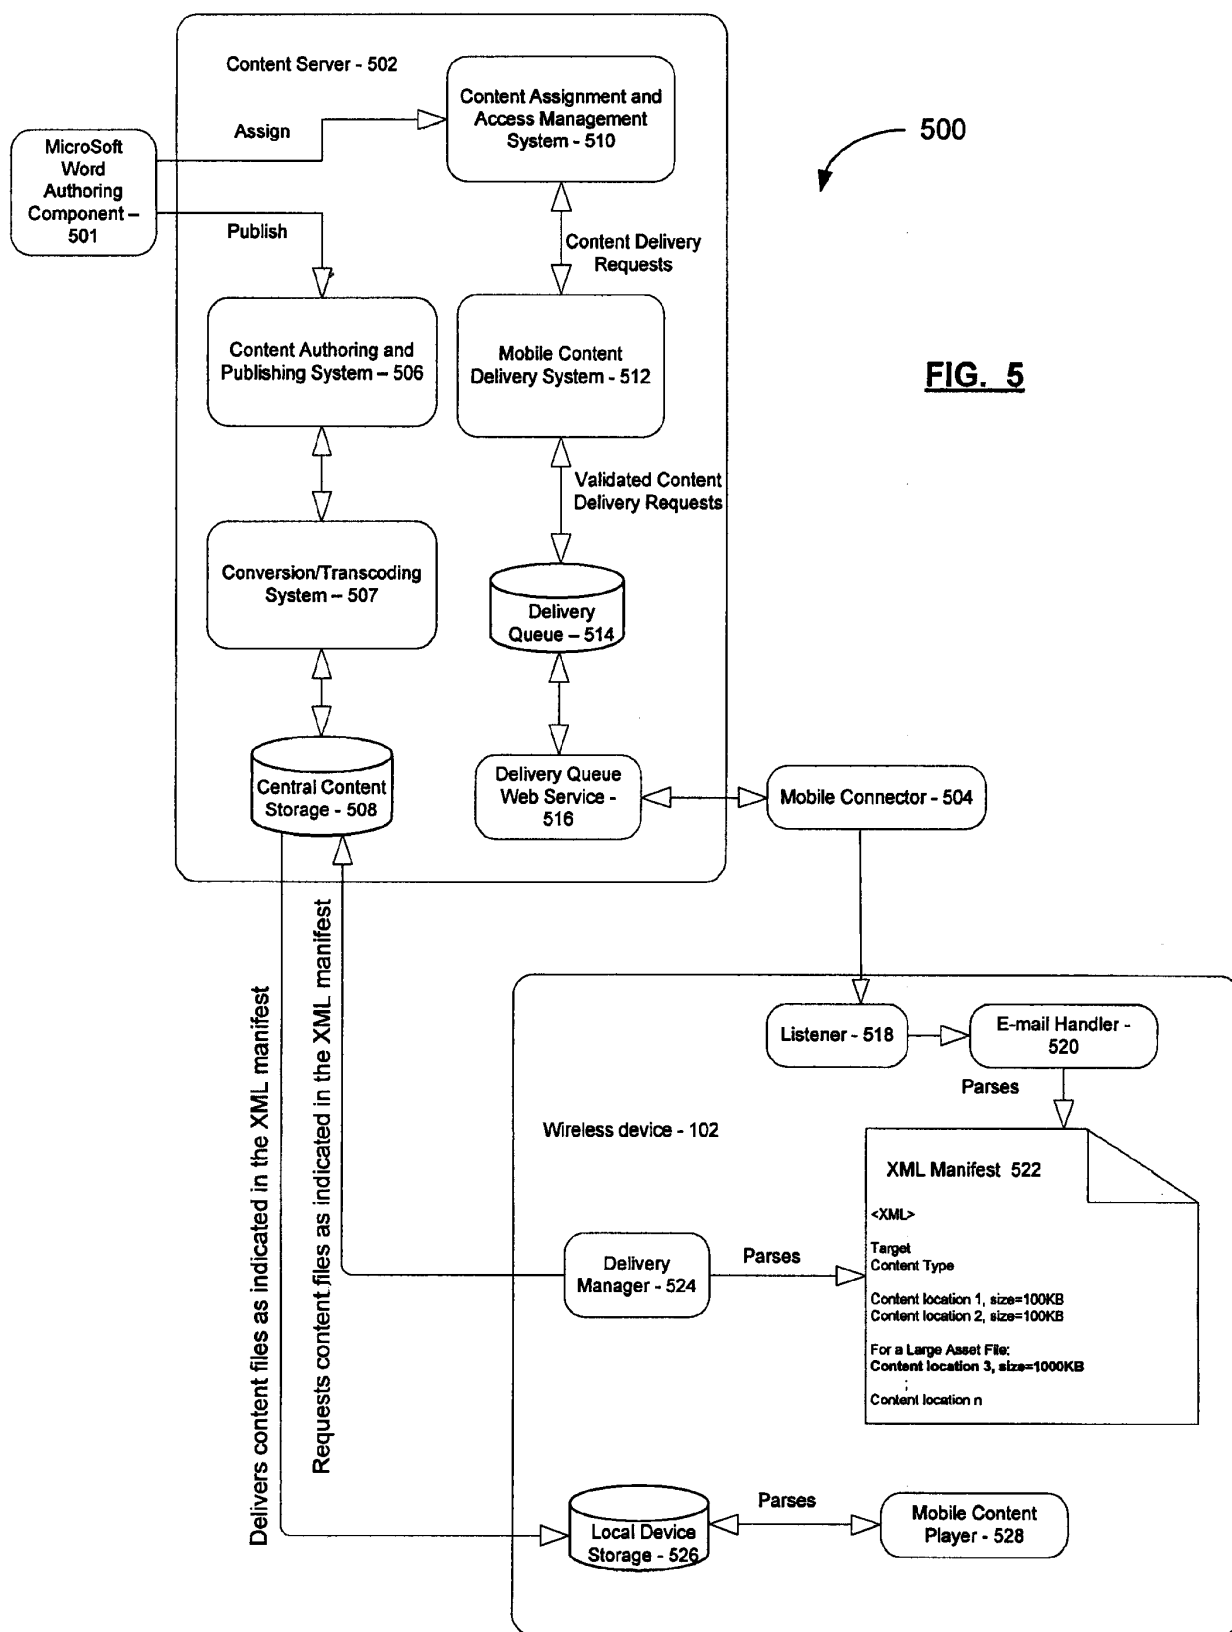 Content Server - 502
Content Assignment and
Access Management
System - 510
Assign
500
MicroSoft
Word
Authoring
Component –
501
Publish
Content Delivery
Requests
Content Authoring and
Publishing System – 506
Mobile Content
Delivery System - 512
FIG. 5
Validated Content
Delivery Requests
Conversion/Transcoding
System – 507
Delivery
Queue – 514
Central Content
Storage - 508
Delivery Queue
Web Service -
516
Mobile Connector - 504
Delivers content files as indicated in the XML manifest
Requests content files as indicated in the XML manifest
Listener - 518
E-mail Handler -
520
Parses
Wireless device - 102
XML Manifest 522
<XML>
Target
Content Type
Content location 1, size=100KB
Content location 2, size=100KB
For a Large Asset File:
Content location 3, size=1000KB
:
Content location n
Delivery
Manager - 524
Parses
Local Device
Storage - 526
Parses
Mobile Content
Player - 528